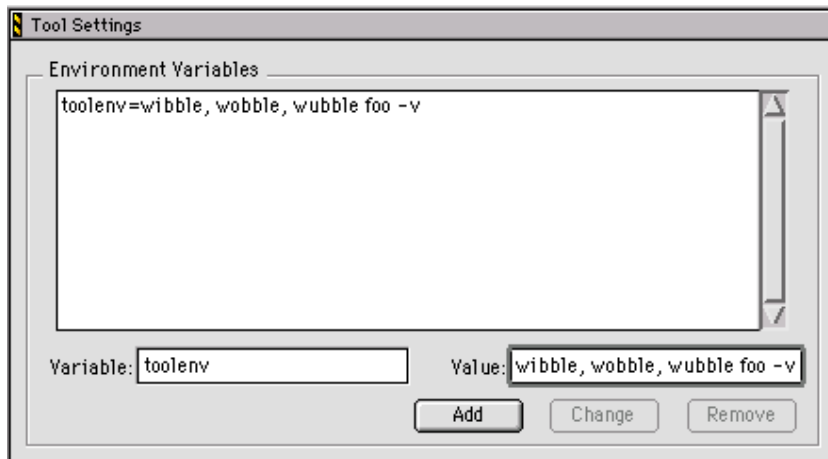 Tool Settings
Environment Variables
toolenv=wibble, wobble, wubble foo -v
Variable: toolenv Value: wibble, wobble, wubble foo -v
Add Change Remove